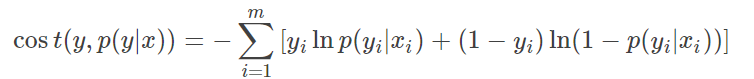 cos t(y, p(y|x)) = − ∑_{i=1}^{m} [y_i ln p(y_i|x_i) + (1 − y_i) ln(1 − p(y_i|x_i))]